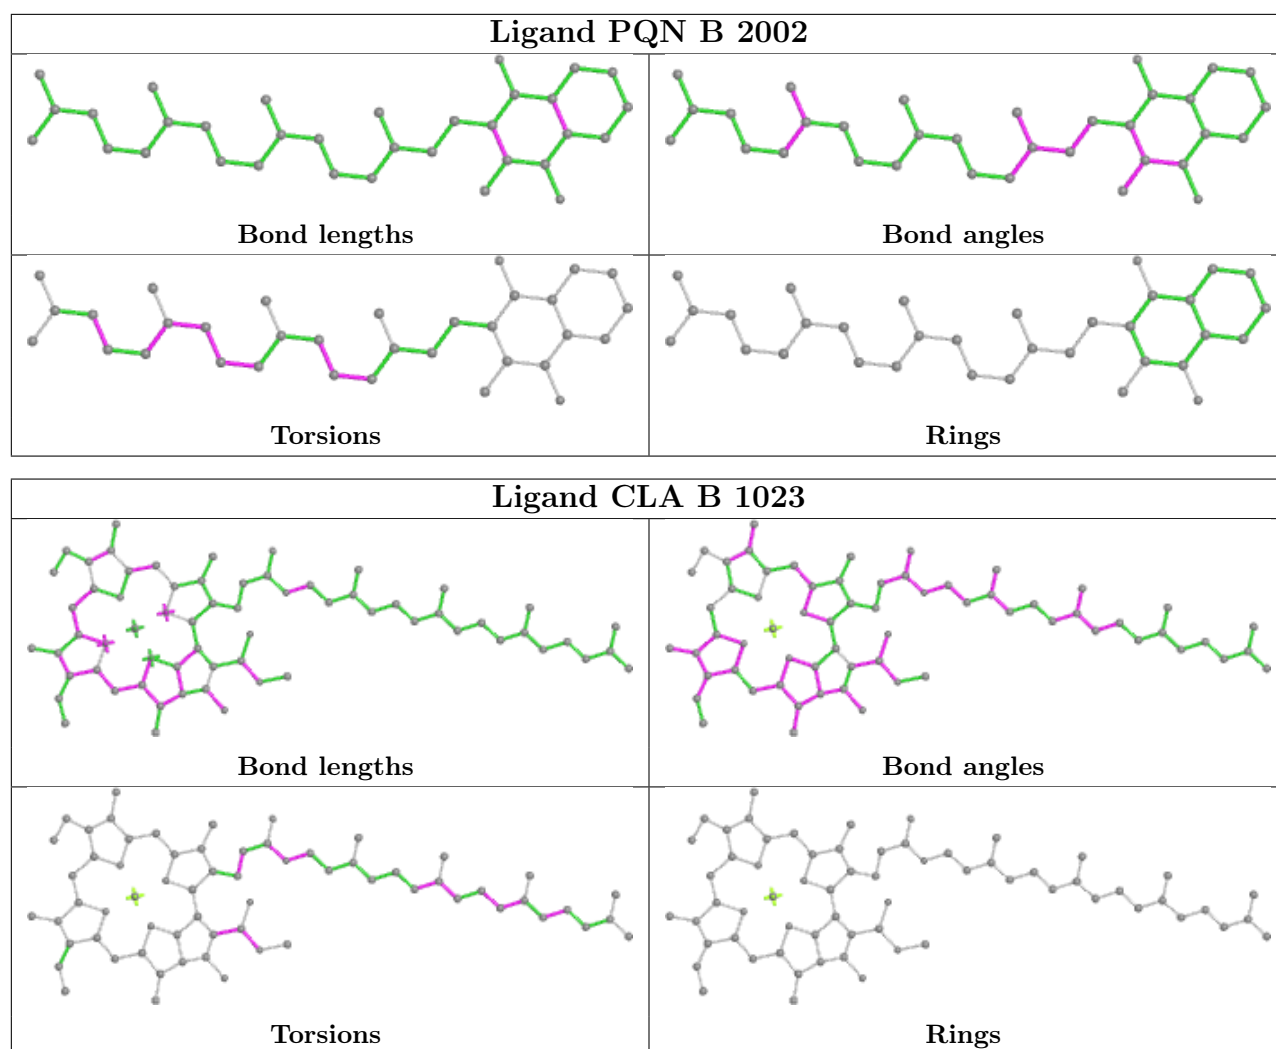 Ligand PQN B 2002
Bond lengths
Bond angles
Torsions
Rings
Ligand CLA B 1023
Bond lengths
Bond angles
Torsions
Rings